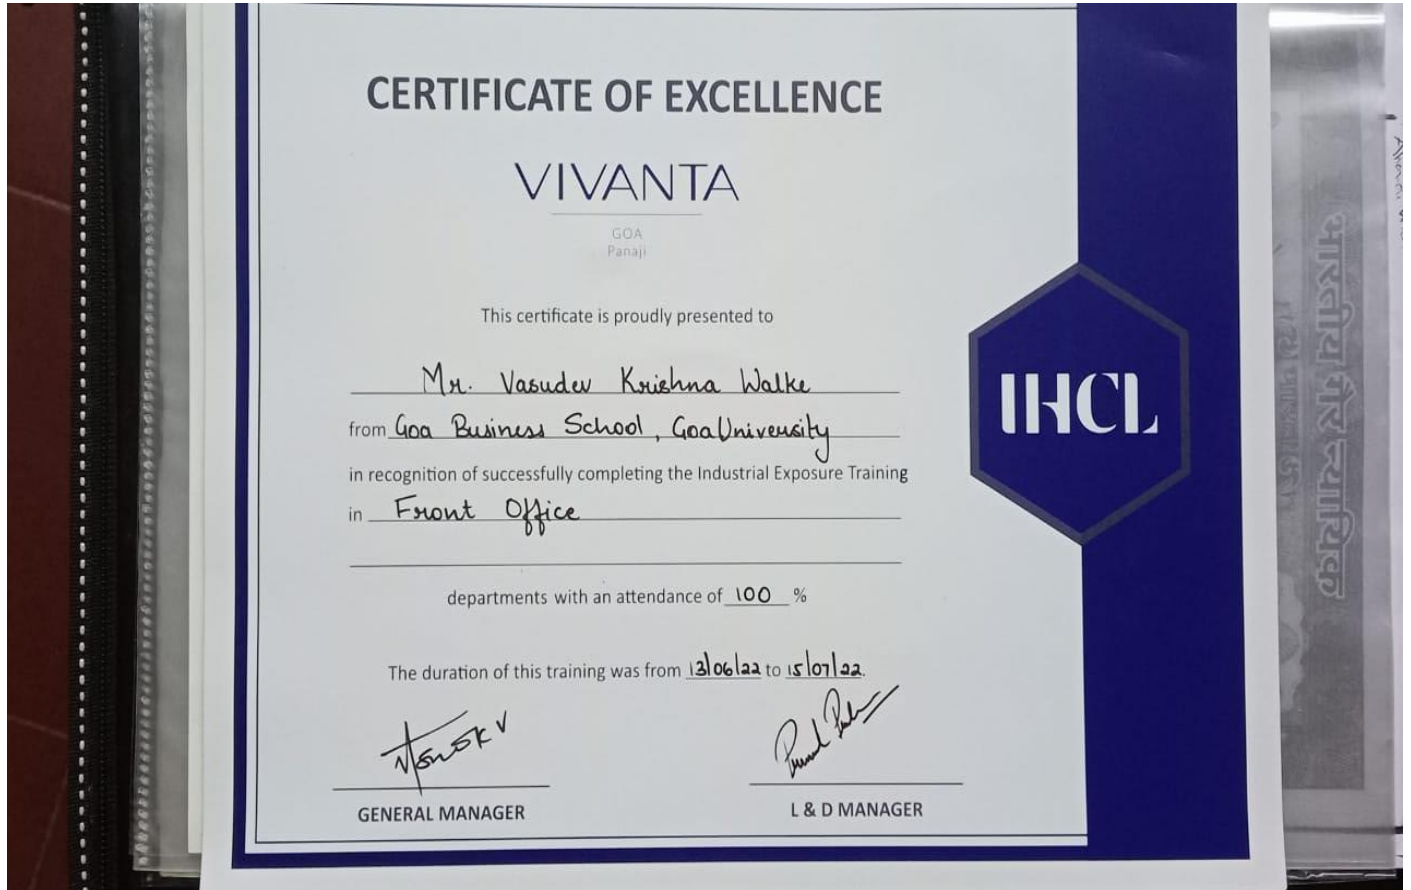 CERTIFICATE OF EXCELLENCE
VIVANTA
GOA
Panaji
This certificate is proudly presented to
Mr. Vasudev Krishna Walke
from Goa Business School, Goa University
in recognition of successfully completing the Industrial Exposure Training
in Front Office
departments with an attendance of 100 %
The duration of this training was from 13/06/22 to 15/07/22.
GENERAL MANAGER
L & D MANAGER
IHCL
भारतीय गैर न्यायिक